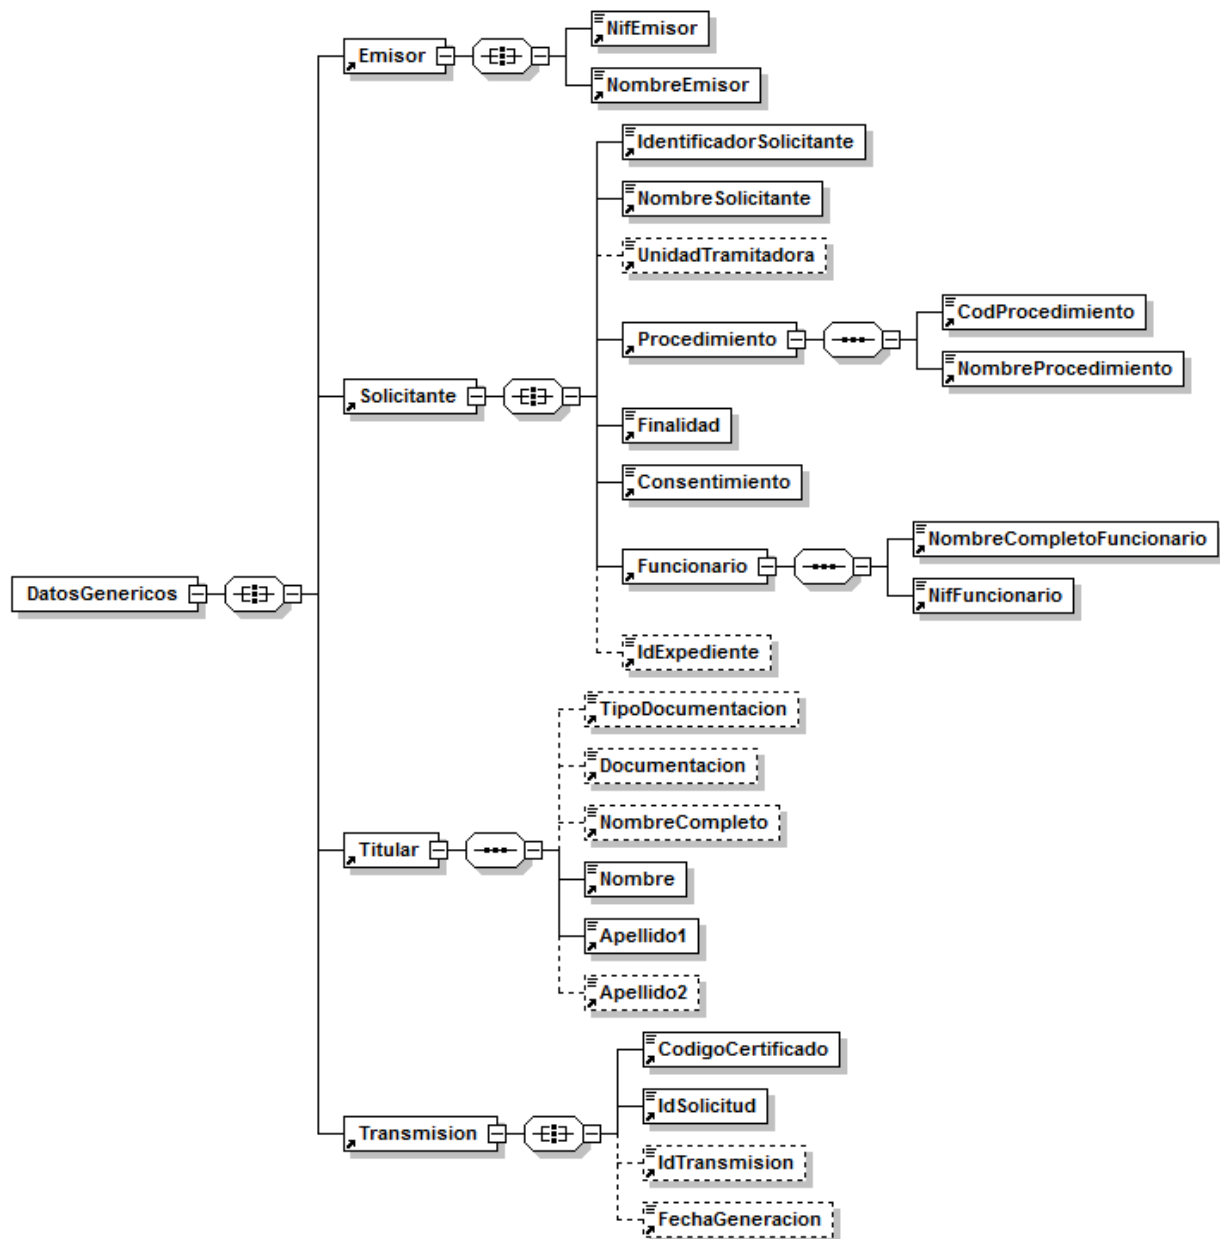 NifEmisor
Emisor
NombreEmisor
IdentificadorSolicitante
NombreSolicitante
UnidadTramitadora
CodProcedimiento
Procedimiento
NombreProcedimiento
Solicitante
Finalidad
Consentimiento
NombreCompletoFuncionario
Funcionario
NifFuncionario
DatosGenericos
IdExpediente
TipoDocumentacion
Documentacion
NombreCompleto
Titular
Nombre
Apellido1
Apellido2
CodigoCertificado
IdSolicitud
Transmision
IdTransmision
FechaGeneracion